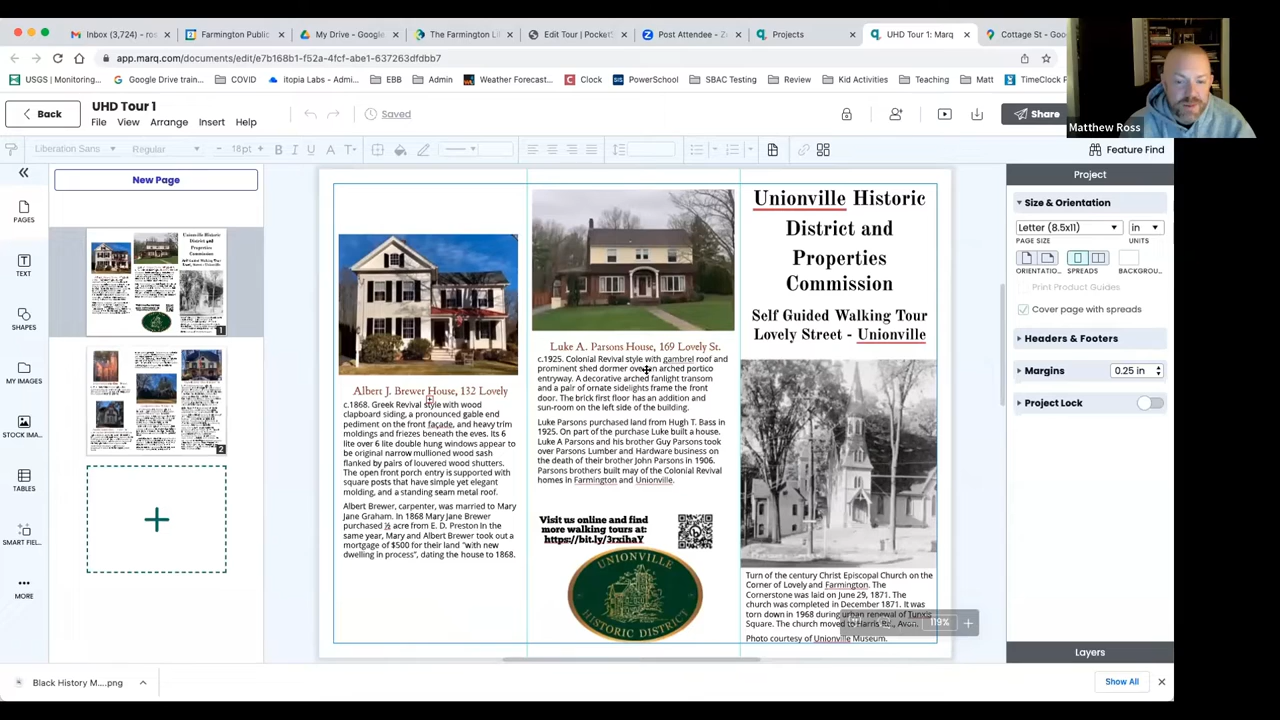 Inbox (3,724) - ros
Farmington Public
My Drive - Google
The Farmington Li
Edit Tour | PocketS
Post Attendee - Z
Projects
UHD Tour 1: Marq
Cottage St - Goo
app.marq.com/documents/edit/e7b168b1-f52a-4fcf-abe1-637263dfdbb7
USGS | Monitoring...
Google Drive train...
COVID
itopia Labs - Admi...
EBB
Admin
Weather Forecast...
Clock
PowerSchool
SBAC Testing
Review
Kid Activities
Teaching
Matt
TimeClock P
Matthew Ross
Back
UHD Tour 1
File View Arrange Insert Help
Saved
Share
Liberation Sans
Regular
18pt
B I U A T
Feature Find
PAGES
TEXT
SHAPES
MY IMAGES
STOCK IMA...
TABLES
SMART FIEL...
MORE
New Page
1
2
Albert J. Brewer House, 132 Lovely
c.1868. Greek Revival style with wood
clapboard siding, a pronounced gable end
pediment on the front façade, and heavy trim
moldings and friezes beneath the eves. Its 6
lite over 6 lite double hung windows appear to
be original narrow mullioned wood sash
flanked by pairs of louvered wood shutters.
The open front porch entry is supported with
square posts that have simple yet elegant
molding, and a standing seam metal roof.
Albert Brewer, carpenter, was married to Mary
Jane Graham. In 1868 Mary Jane Brewer
purchased ½ acre from E. D. Preston In the
same year, Mary and Albert Brewer took out a
mortgage of $500 for their land "with new
dwelling in process", dating the house to 1868.
Luke A. Parsons House, 169 Lovely St.
c.1925. Colonial Revival style with gambrel roof and
prominent shed dormer over an arched portico
entryway. A decorative arched fanlight transom
and a pair of ornate sidelights frame the front
door. The brick first floor has an addition and
sun-room on the left side of the building.
Luke Parsons purchased land from Hugh T. Bass in
1925. On part of the purchase Luke built a house.
Luke A Parsons and his brother Guy Parsons took
over Parsons Lumber and Hardware business on
the death of their brother John Parsons in 1906.
Parsons brothers built may of the Colonial Revival
homes in Farmington and Unionville.
Visit us online and find
more walking tours at:
https://bit.ly/3rxihaY
UNIONVILLE
HISTORIC DISTRICT
Unionville Historic
District and
Properties
Commission
Self Guided Walking Tour
Lovely Street - Unionville
Turn of the century Christ Episcopal Church on the
Corner of Lovely and Farmington. The
Cornerstone was laid on June 29, 1871. The
church was completed in December 1871. It was
torn down in 1968 during urban renewal of Tunxis
Square. The church moved to Harris Rd., Avon.
Photo courtesy of Unionville Museum.
119%
Project
Size & Orientation
Letter (8.5x11)
in
PAGE SIZE
UNITS
ORIENTATIO...
SPREADS
BACKGROU...
Print Product Guides
Cover page with spreads
Headers & Footers
Margins
0.25 in
Project Lock
Layers
Black History M....png
Show All